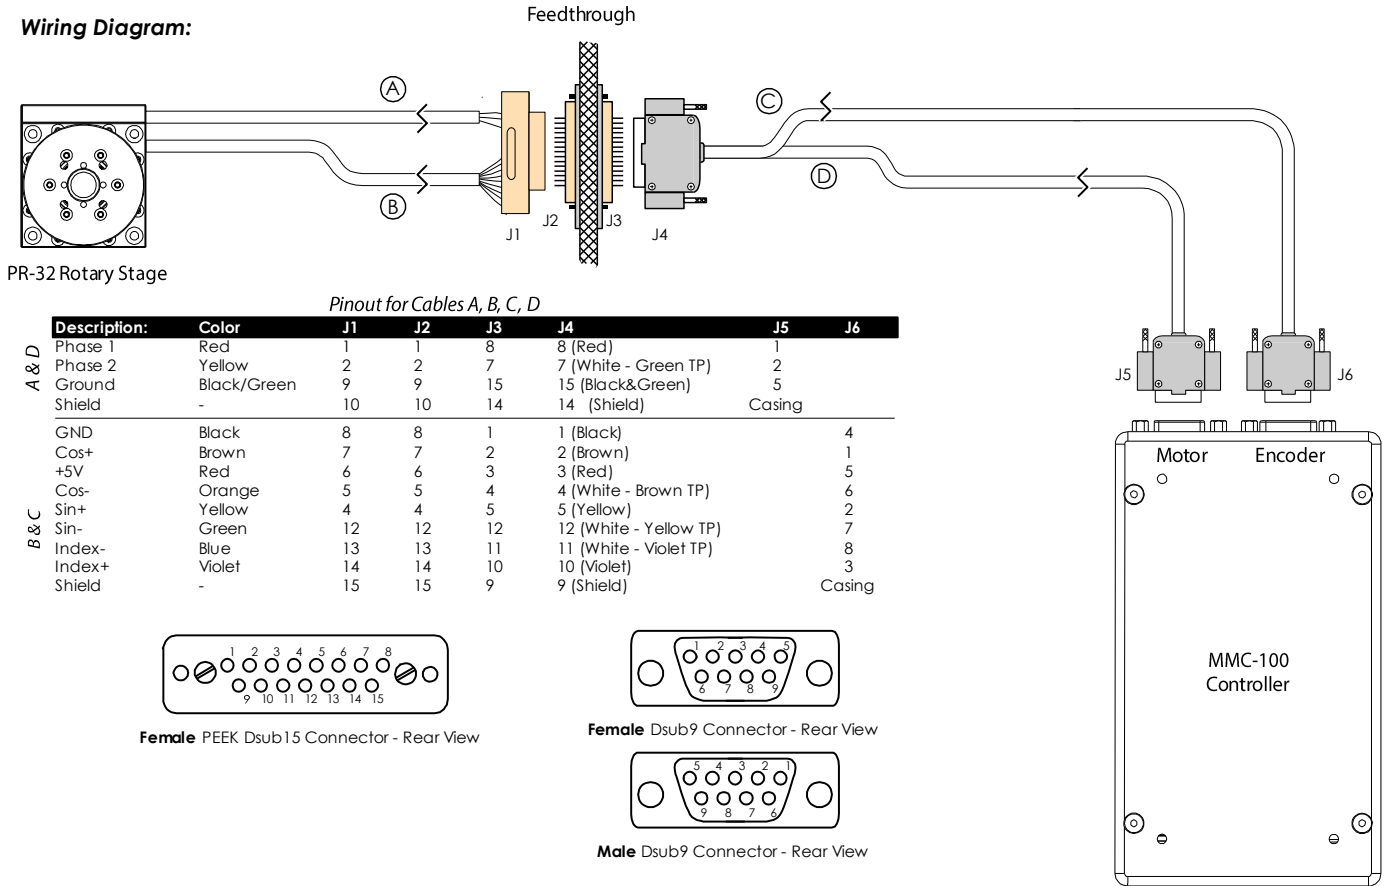 Feedthrough
Wiring Diagram:
A
C
B
D
J1
J2
J3
J4
PR-32 Rotary Stage
Pinout for Cables A, B, C, D
Description: Color J1 J2 J3 J4 J5 J6
A & D
Phase 1 Red 1 1 8 8 (Red) 1
Phase 2 Yellow 2 2 7 7 (White - Green TP) 2
Ground Black/Green 9 9 15 15 (Black&Green) 5
Shield - 10 10 14 14 (Shield) Casing
B & C
GND Black 8 8 1 1 (Black) 4
Cos+ Brown 7 7 2 2 (Brown) 1
+5V Red 6 6 3 3 (Red) 5
Cos- Orange 5 5 4 4 (White - Brown TP) 6
Sin+ Yellow 4 4 5 5 (Yellow) 2
Sin- Green 12 12 12 12 (White - Yellow TP) 7
Index- Blue 13 13 11 11 (White - Violet TP) 8
Index+ Violet 14 14 10 10 (Violet) 3
Shield - 15 15 9 9 (Shield) Casing
J5
J6
Motor Encoder
MMC-100
Controller
1 2 3 4 5 6 7 8
9 10 11 12 13 14 15
Female PEEK Dsub15 Connector - Rear View
1 2 3 4 5
6 7 8 9
Female Dsub9 Connector - Rear View
5 4 3 2 1
9 8 7 6
Male Dsub9 Connector - Rear View